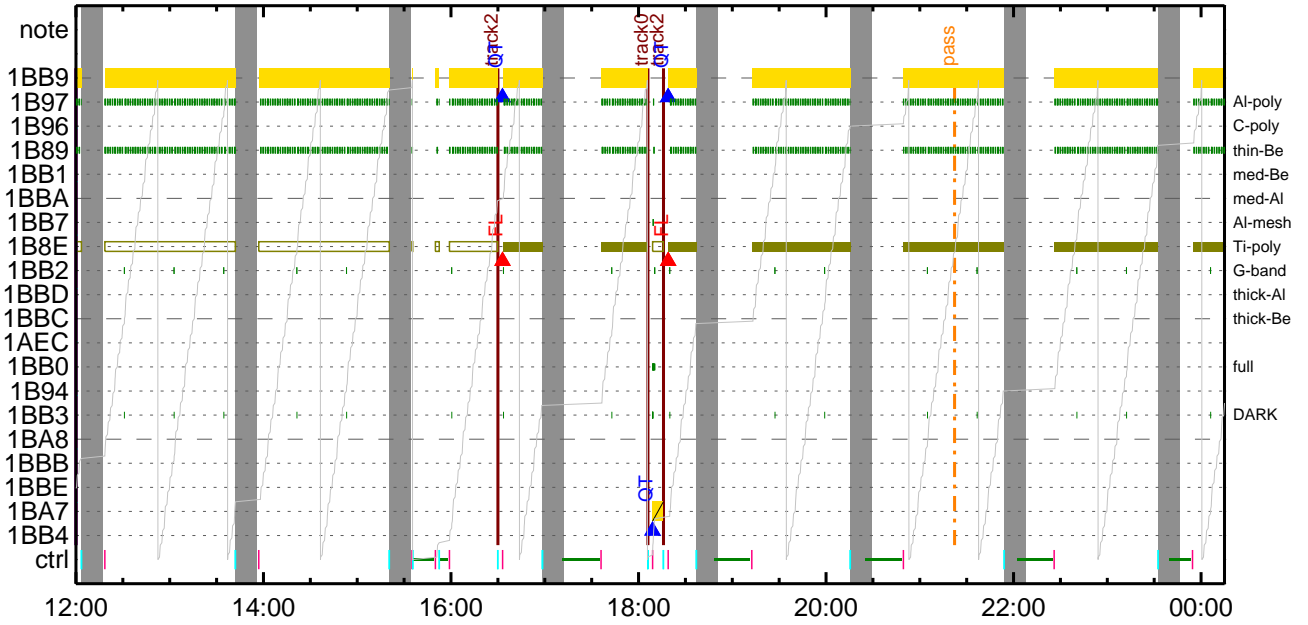 note
track2
QT
track0
track2
QT
pass
1BB9
1B97
Al-poly
1B96
C-poly
1B89
thin-Be
1BB1
med-Be
1BBA
med-Al
1BB7
Al-mesh
FL
FL
1B8E
Ti-poly
1BB2
G-band
1BBD
thick-Al
1BBC
thick-Be
1AEC
1BB0
full
1B94
1BB3
DARK
1BA8
1BBB
1BBE
QT
1BA7
1BB4
ctrl
12:00
14:00
16:00
18:00
20:00
22:00
00:00